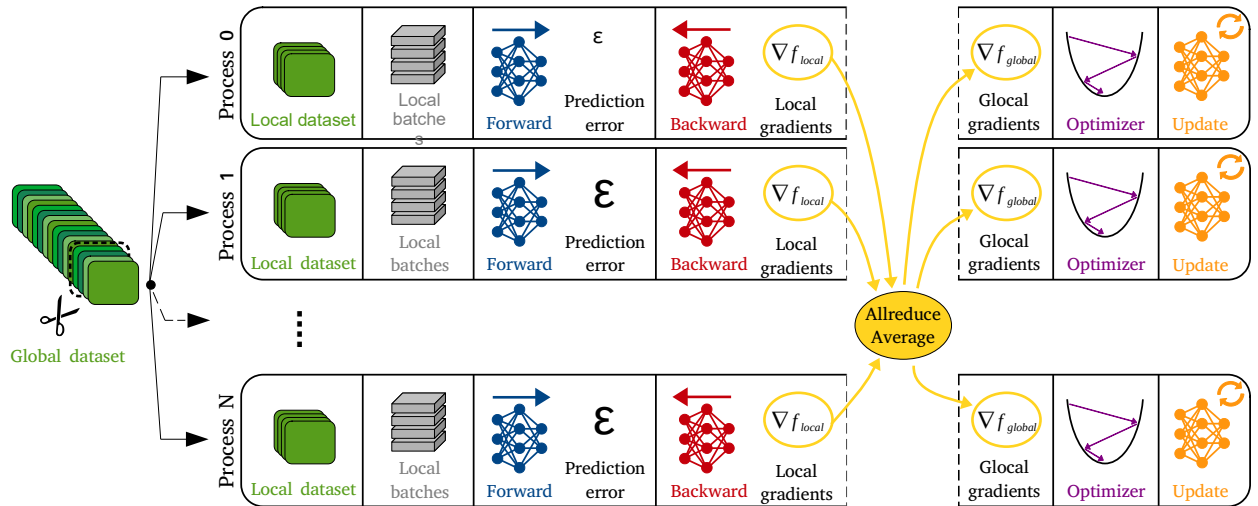 Process 0
Local dataset
Local
batche
s
Forward
ε
Prediction
error
Backward
∇f local
Local
gradients
∇f global
Glocal
gradients
Optimizer
Update
Process 1
Local dataset
Local
batches
Forward
ε
Prediction
error
Backward
∇f local
Local
gradients
∇f global
Glocal
gradients
Optimizer
Update
Global dataset
Allreduce
Average
Process N
Local dataset
Local
batches
Forward
ε
Prediction
error
Backward
∇f local
Local
gradients
∇f global
Glocal
gradients
Optimizer
Update